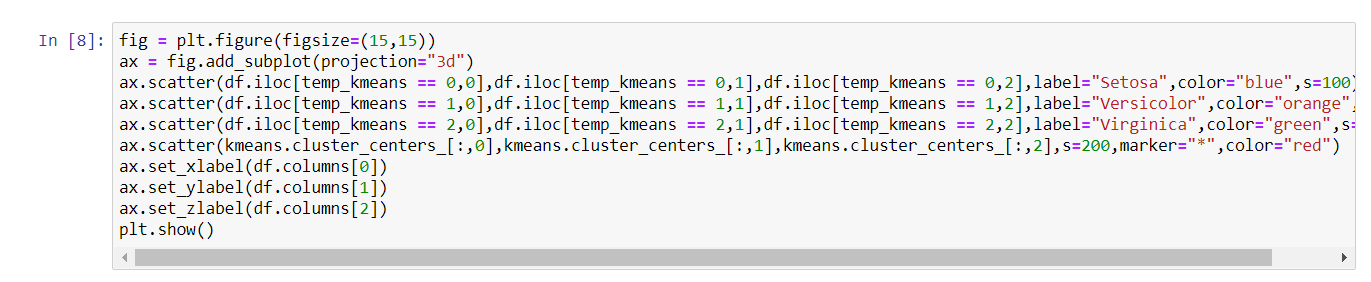 In [8]:
fig = plt.figure(figsize=(15,15))
ax = fig.add_subplot(projection="3d")
ax.scatter(df.iloc[temp_kmeans == 0,0],df.iloc[temp_kmeans == 0,1],df.iloc[temp_kmeans == 0,2],label="Setosa",color="blue",s=100)
ax.scatter(df.iloc[temp_kmeans == 1,0],df.iloc[temp_kmeans == 1,1],df.iloc[temp_kmeans == 1,2],label="Versicolor",color="orange",
ax.scatter(df.iloc[temp_kmeans == 2,0],df.iloc[temp_kmeans == 2,1],df.iloc[temp_kmeans == 2,2],label="Virginica",color="green",s=
ax.scatter(kmeans.cluster_centers_[:,0],kmeans.cluster_centers_[:,1],kmeans.cluster_centers_[:,2],s=200,marker="*",color="red")
ax.set_xlabel(df.columns[0])
ax.set_ylabel(df.columns[1])
ax.set_zlabel(df.columns[2])
plt.show()